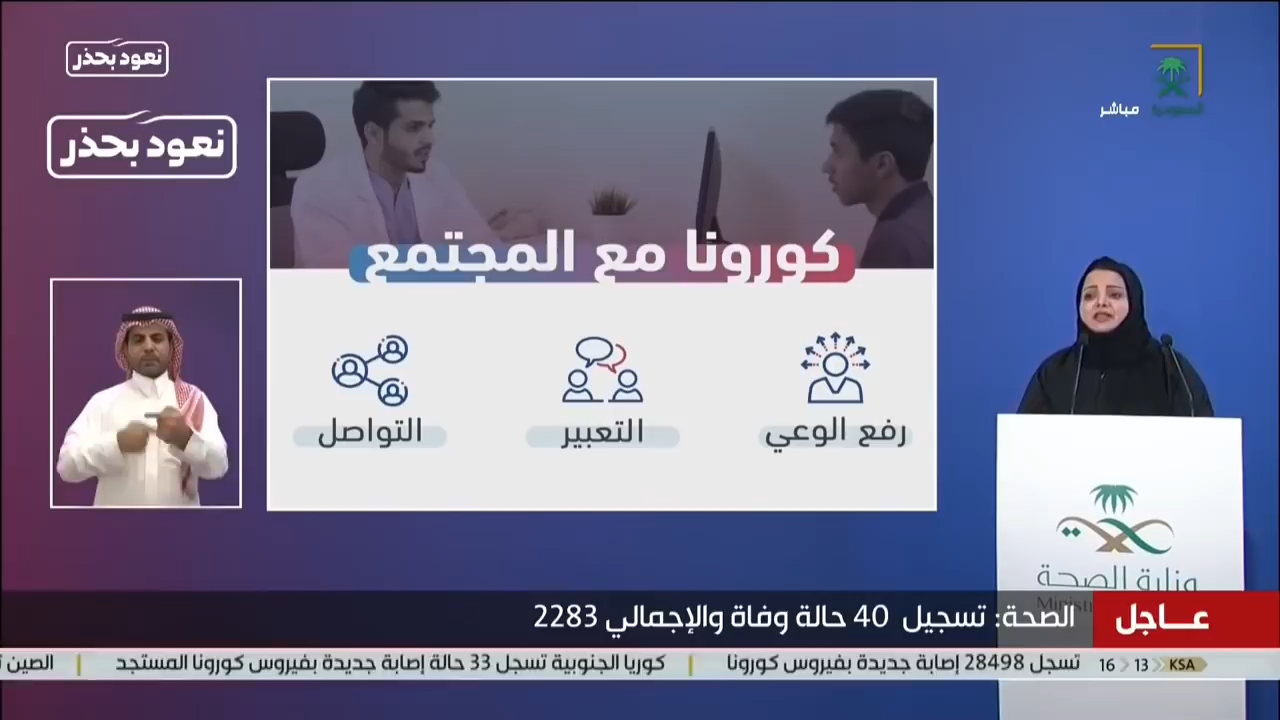 نعود بحذر
نعود بحذر
مباشر
السعودية
كورونا مع المجتمع
رفع الوعي
التعبير
التواصل
وزارة الصحة
عـــاجل
الصحة: تسجيل 40 حالة وفاة والإجمالي 2283
KSA 13 16
تسجل 28498 إصابة جديدة بفيروس كورونا
كوريا الجنوبية تسجل 33 حالة إصابة جديدة بفيروس كورونا المستجد
الصين